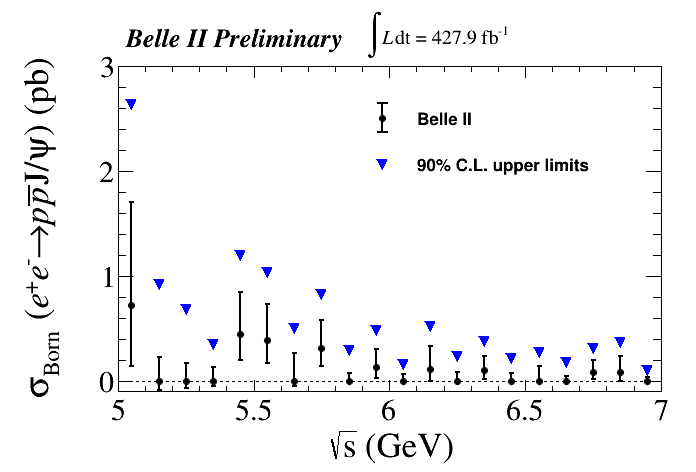 Belle II Preliminary ∫Ldt = 427.9 fb⁻¹
σBorn (e⁺e⁻→pp̅J/ψ) (pb)
3
2
1
0
Belle II
90% C.L. upper limits
5 5.5 6 6.5 7
√s (GeV)